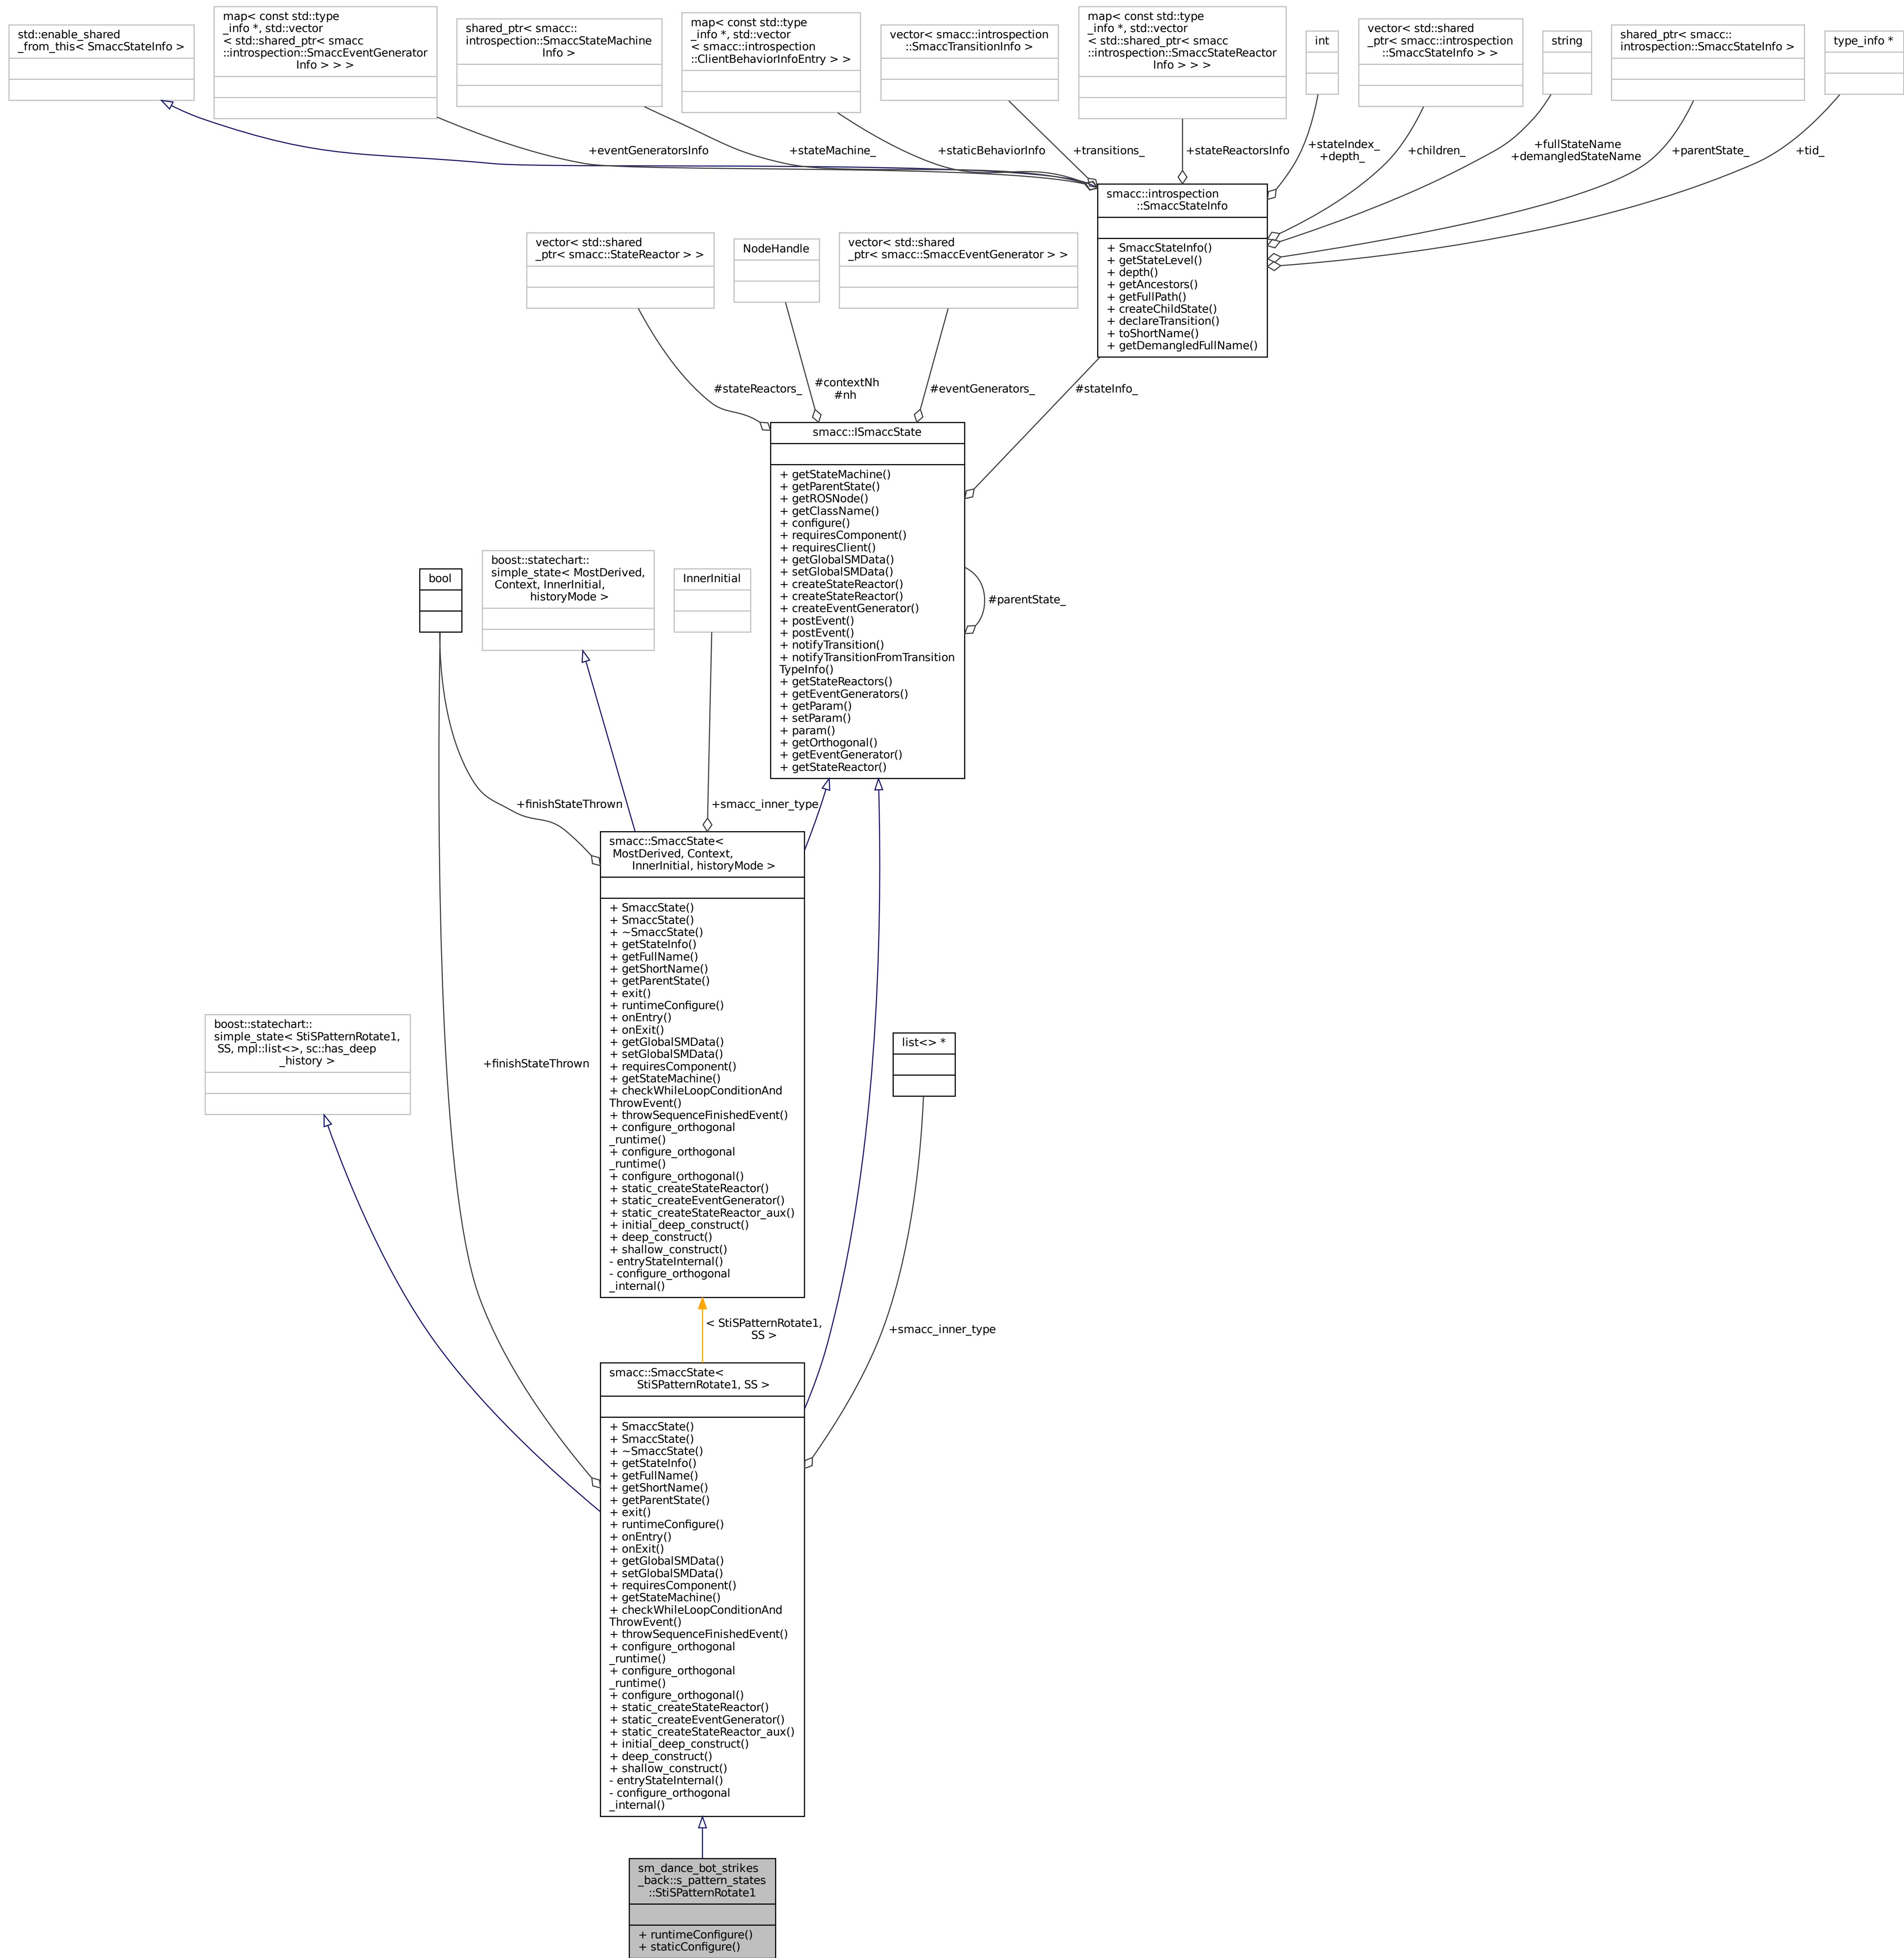 std::enable_shared
_from_this< SmaccStateInfo >
map< const std::type
_info *, std::vector
< std::shared_ptr< smacc
::introspection::SmaccEventGenerator
Info > > >
shared_ptr< smacc::
introspection::SmaccStateMachine
Info >
map< const std::type
_info *, std::vector
< smacc::introspection
::ClientBehaviorInfoEntry > >
vector< smacc::introspection
::SmaccTransitionInfo >
map< const std::type
_info *, std::vector
< std::shared_ptr< smacc
::introspection::SmaccStateReactor
Info > > >
int
vector< std::shared
_ptr< smacc::introspection
::SmaccStateInfo > >
string
shared_ptr< smacc::
introspection::SmaccStateInfo >
type_info *
+eventGeneratorsInfo
+stateMachine_
+staticBehaviorInfo
+transitions_
+stateReactorsInfo
+stateIndex_
+depth_
+children_
+fullStateName
+demangledStateName
+parentState_
+tid_
smacc::introspection
::SmaccStateInfo
+ SmaccStateInfo()
+ getStateLevel()
+ depth()
+ getAncestors()
+ getFullPath()
+ createChildState()
+ declareTransition()
+ toShortName()
+ getDemangledFullName()
vector< std::shared
_ptr< smacc::StateReactor > >
NodeHandle
vector< std::shared
_ptr< smacc::SmaccEventGenerator > >
#stateReactors_
#contextNh
#nh
#eventGenerators_
#stateInfo_
smacc::ISmaccState
+ getStateMachine()
+ getParentState()
+ getROSNode()
+ getClassName()
+ configure()
+ requiresComponent()
+ requiresClient()
+ getGlobalSMData()
+ setGlobalSMData()
+ createStateReactor()
+ createStateReactor()
+ createEventGenerator()
+ postEvent()
+ postEvent()
+ notifyTransition()
+ notifyTransitionFromTransition
TypeInfo()
+ getStateReactors()
+ getEventGenerators()
+ getParam()
+ setParam()
+ param()
+ getOrthogonal()
+ getEventGenerator()
+ getStateReactor()
#parentState_
bool
boost::statechart::
simple_state< MostDerived,
Context, InnerInitial,
historyMode >
InnerInitial
+finishStateThrown
+smacc_inner_type
smacc::SmaccState<
MostDerived, Context,
InnerInitial, historyMode >
+ SmaccState()
+ SmaccState()
+ ~SmaccState()
+ getStateInfo()
+ getFullName()
+ getShortName()
+ getParentState()
+ exit()
+ runtimeConfigure()
+ onEntry()
+ onExit()
+ getGlobalSMData()
+ setGlobalSMData()
+ requiresComponent()
+ getStateMachine()
+ checkWhileLoopConditionAnd
ThrowEvent()
+ throwSequenceFinishedEvent()
+ configure_orthogonal
_runtime()
+ configure_orthogonal
_runtime()
+ configure_orthogonal()
+ static_createStateReactor()
+ static_createEventGenerator()
+ static_createStateReactor_aux()
+ initial_deep_construct()
+ deep_construct()
+ shallow_construct()
- entryStateInternal()
- configure_orthogonal
_internal()
boost::statechart::
simple_state< StiSPatternRotate1,
SS, mpl::list<>, sc::has_deep
_history >
+finishStateThrown
list<> *
< StiSPatternRotate1,
SS >
+smacc_inner_type
smacc::SmaccState<
StiSPatternRotate1, SS >
+ SmaccState()
+ SmaccState()
+ ~SmaccState()
+ getStateInfo()
+ getFullName()
+ getShortName()
+ getParentState()
+ exit()
+ runtimeConfigure()
+ onEntry()
+ onExit()
+ getGlobalSMData()
+ setGlobalSMData()
+ requiresComponent()
+ getStateMachine()
+ checkWhileLoopConditionAnd
ThrowEvent()
+ throwSequenceFinishedEvent()
+ configure_orthogonal
_runtime()
+ configure_orthogonal
_runtime()
+ configure_orthogonal()
+ static_createStateReactor()
+ static_createEventGenerator()
+ static_createStateReactor_aux()
+ initial_deep_construct()
+ deep_construct()
+ shallow_construct()
- entryStateInternal()
- configure_orthogonal
_internal()
sm_dance_bot_strikes
_back::s_pattern_states
::StiSPatternRotate1
+ runtimeConfigure()
+ staticConfigure()